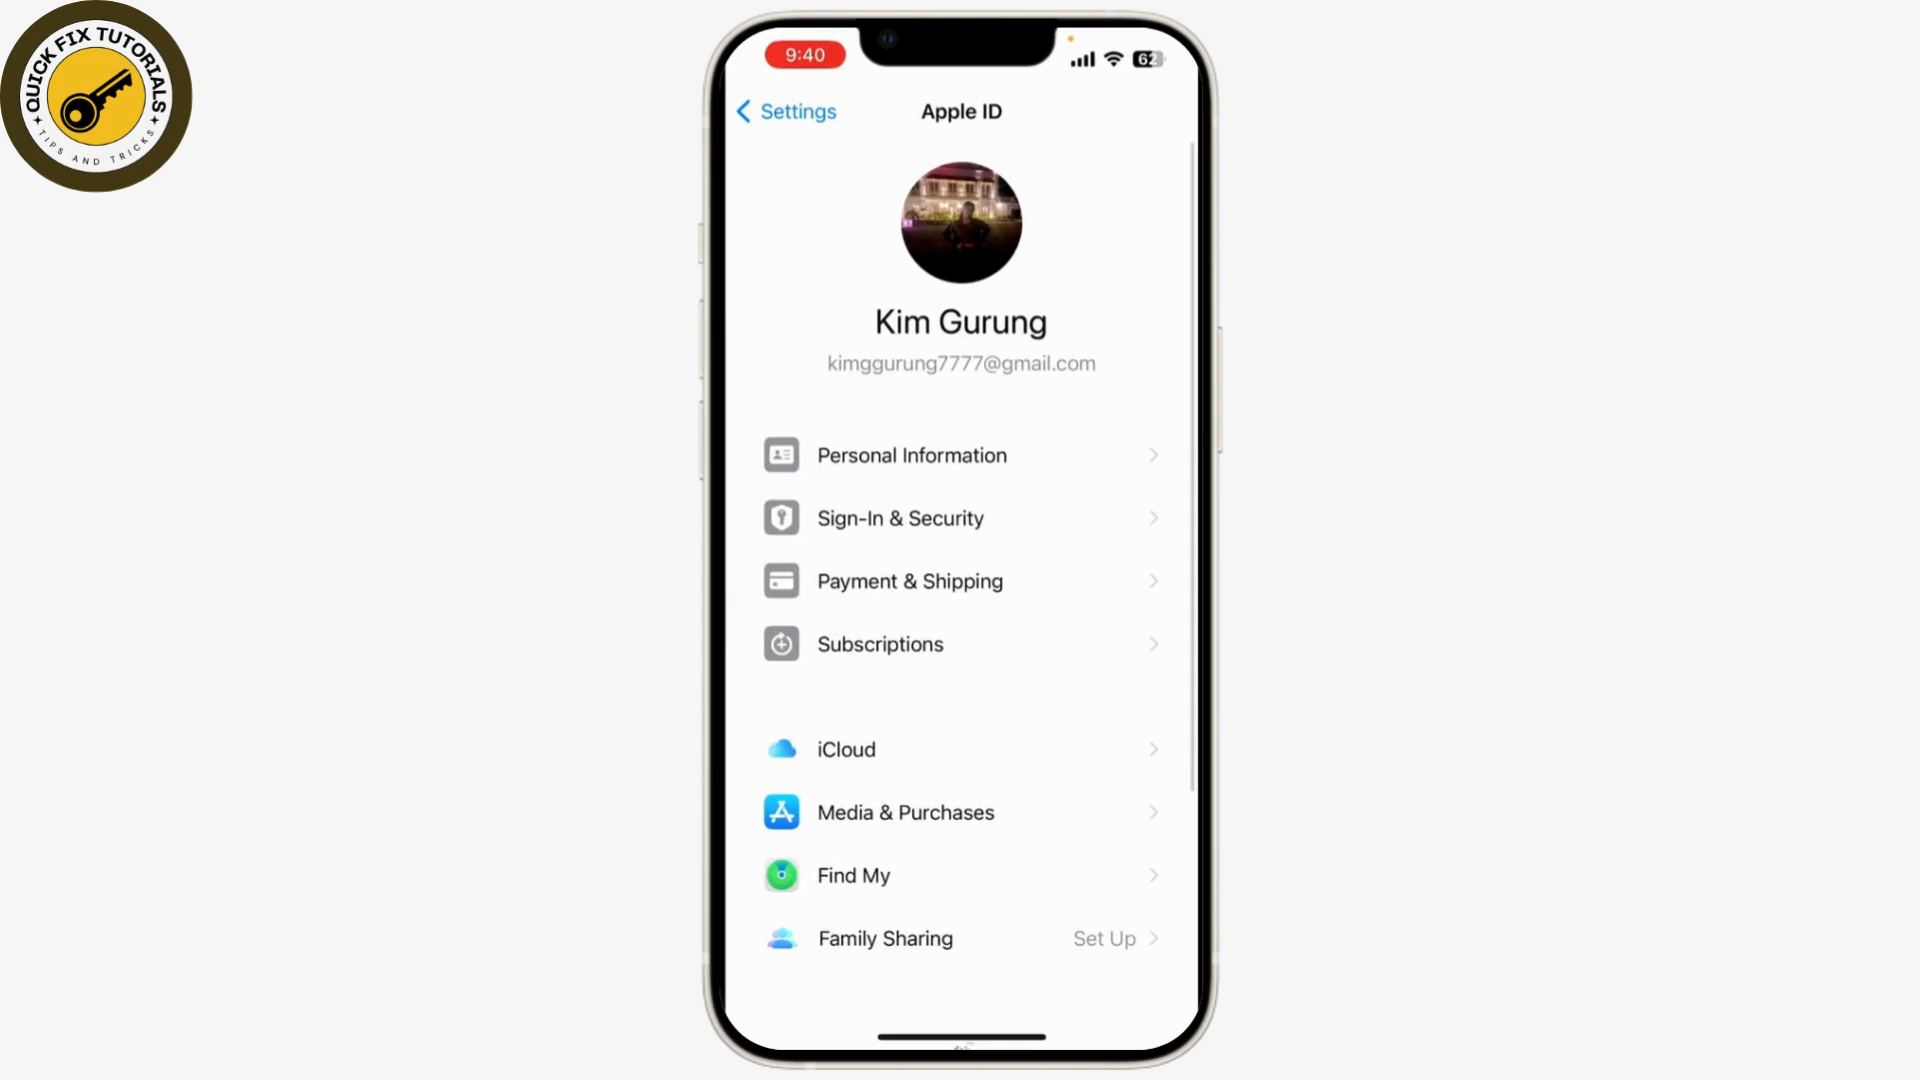 QUICK FIX TUTORIALS
TIPS AND TRICKS
9:40
62
Settings
Apple ID
Kim Gurung
kimggurung7777@gmail.com
Personal Information
Sign-In & Security
Payment & Shipping
Subscriptions
iCloud
Media & Purchases
Find My
Family Sharing Set Up